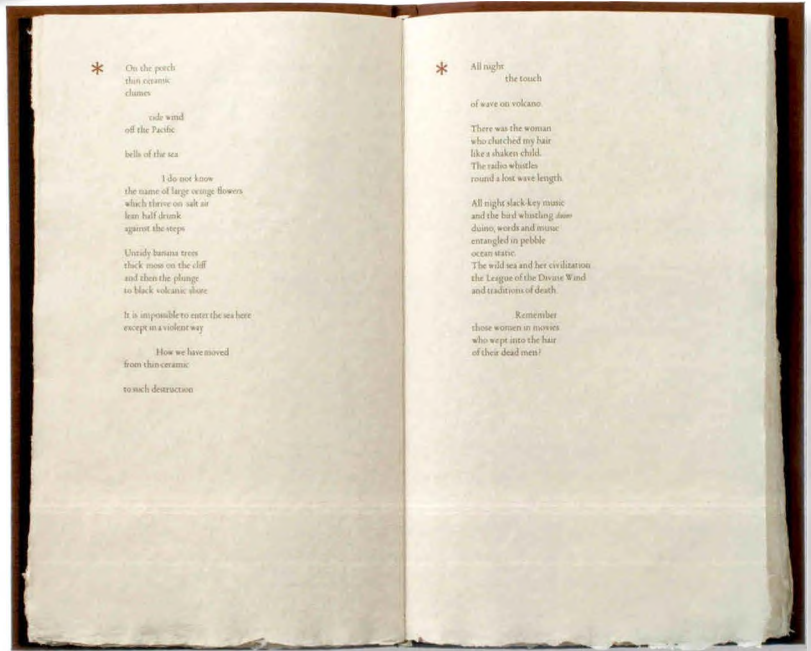 * On the porch
thin ceramic
chimes
tide wind
off the Pacific
bells of the sea
I do not know
the name of large orange flowers
which thrive on salt air
lean half drunk
against the steps
Untidy banana trees
thick moss on the cliff
and then the plunge
to black volcanic shore
It is impossible to enter the sea here
except in a violent way
How we have moved
from thin ceramic
to such destruction
* All night
the touch
of wave on volcano.
There was the woman
who clutched my hair
like a shaken child.
The radio whistles
round a lost wave length.
All night slack-key music
and the bird whistling duino
duino, words and music
entangled in pebble
ocean static.
The wild sea and her civilization
the League of the Divine Wind
and traditions of death.
Remember
those women in movies
who wept into the hair
of their dead men?